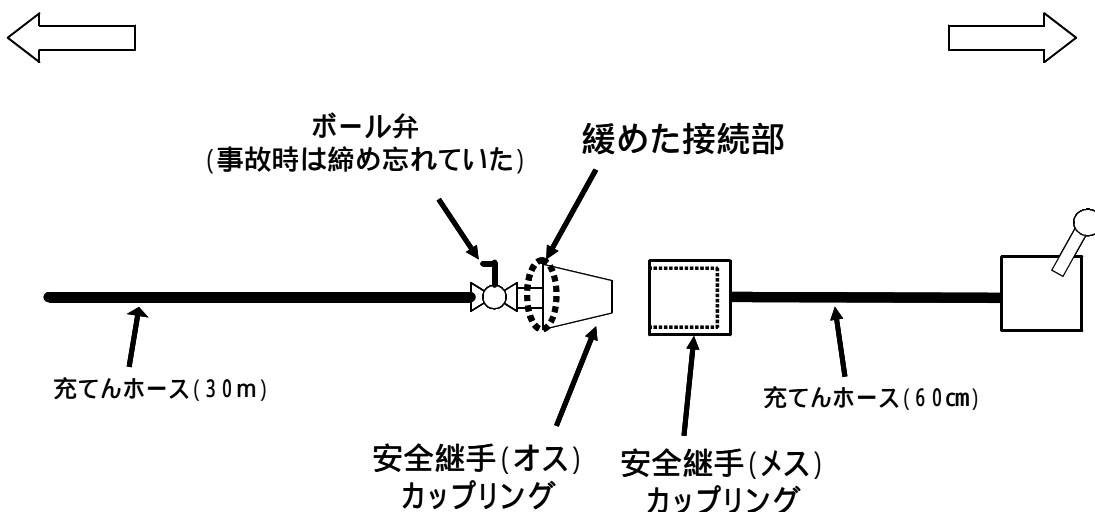 ボール弁
(事故時は締め忘れていた)
緩めた接続部
充てんホース(30m)
充てんホース(60cm)
安全継手(オス)
カップリング
安全継手(メス)
カップリング